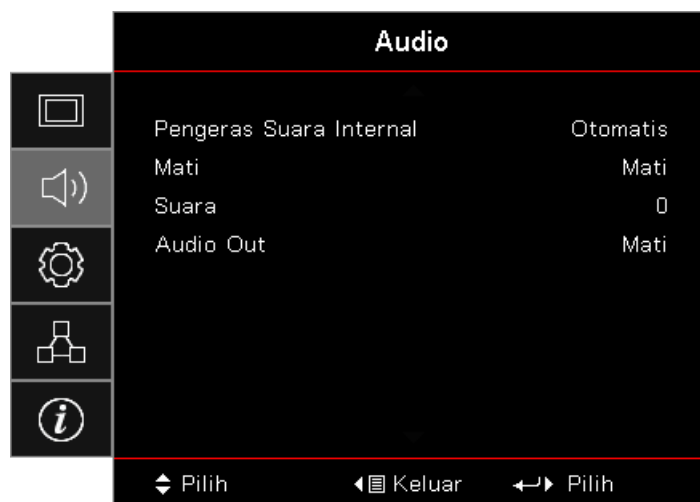 Audio
Pengeras Suara Internal Otomatis
Mati Mati
Suara 0
Audio Out Mati
Pilih Keluar Pilih